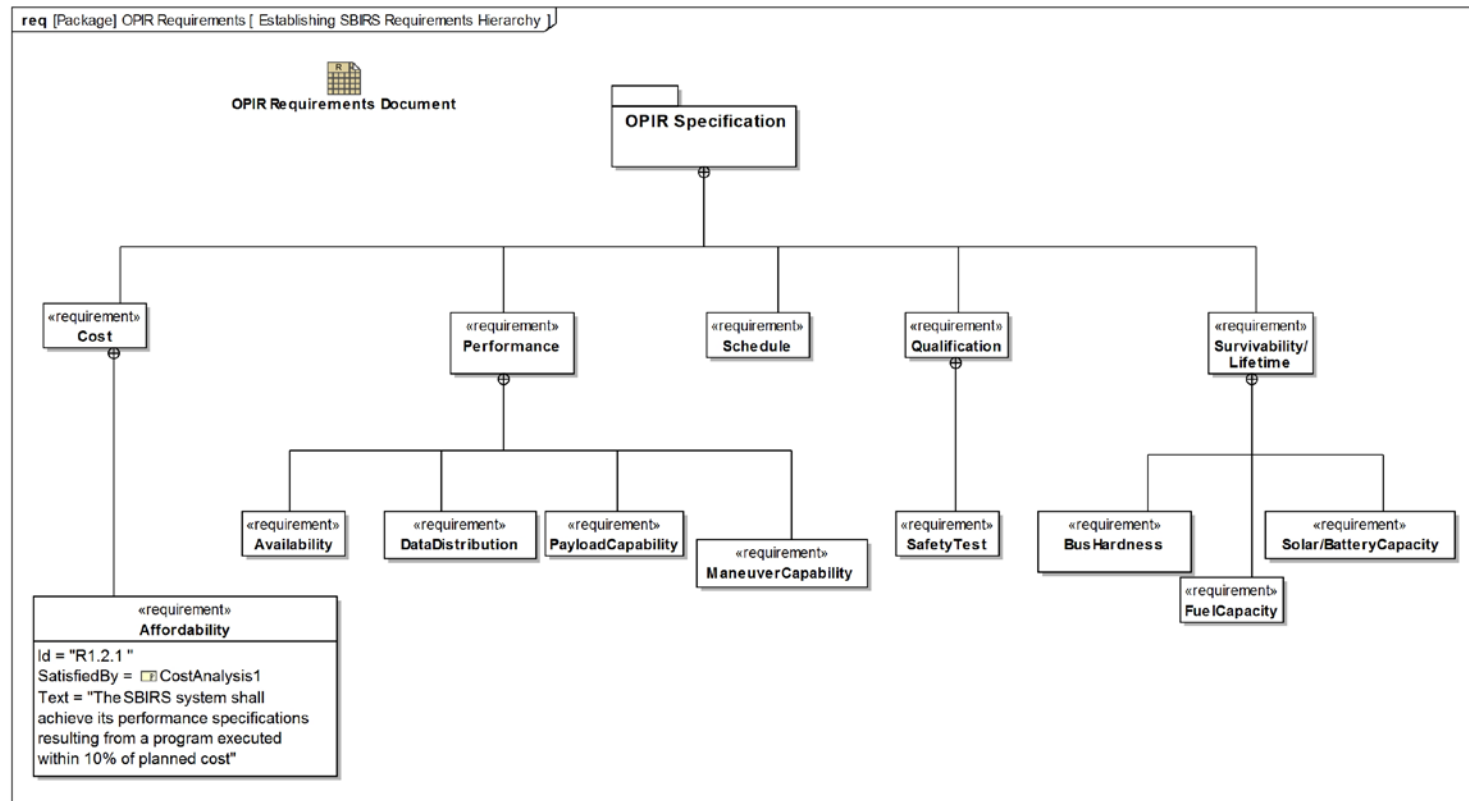 req [Package] OPIR Requirements [ Establishing SBIRS Requirements Hierarchy ]
R
OPIR Requirements Document
OPIR Specification
«requirement»
Cost
«requirement»
Performance
«requirement»
Schedule
«requirement»
Qualification
«requirement»
Survivability/
Lifetime
«requirement»
Availability
«requirement»
DataDistribution
«requirement»
PayloadCapability
«requirement»
ManeuverCapability
«requirement»
SafetyTest
«requirement»
BusHardness
«requirement»
Solar/BatteryCapacity
«requirement»
FuelCapacity
«requirement»
Affordability
Id = "R1.2.1 "
SatisfiedBy = CostAnalysis1
Text = "The SBIRS system shall
achieve its performance specifications
resulting from a program executed
within 10% of planned cost"